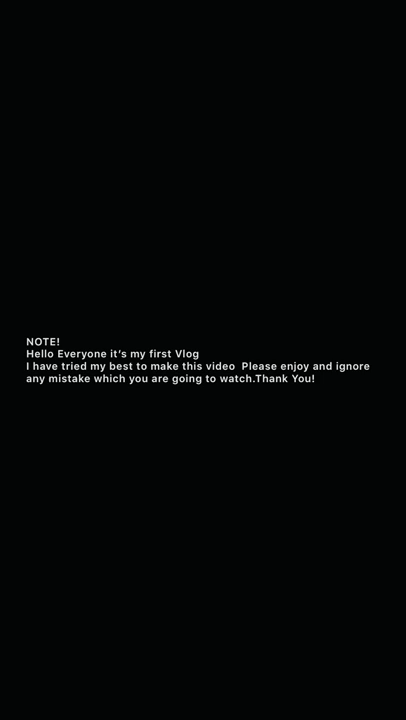 NOTE!
Hello Everyone it’s my first Vlog
I have tried my best to make this video  Please enjoy and ignore
any mistake which you are going to watch.Thank You!